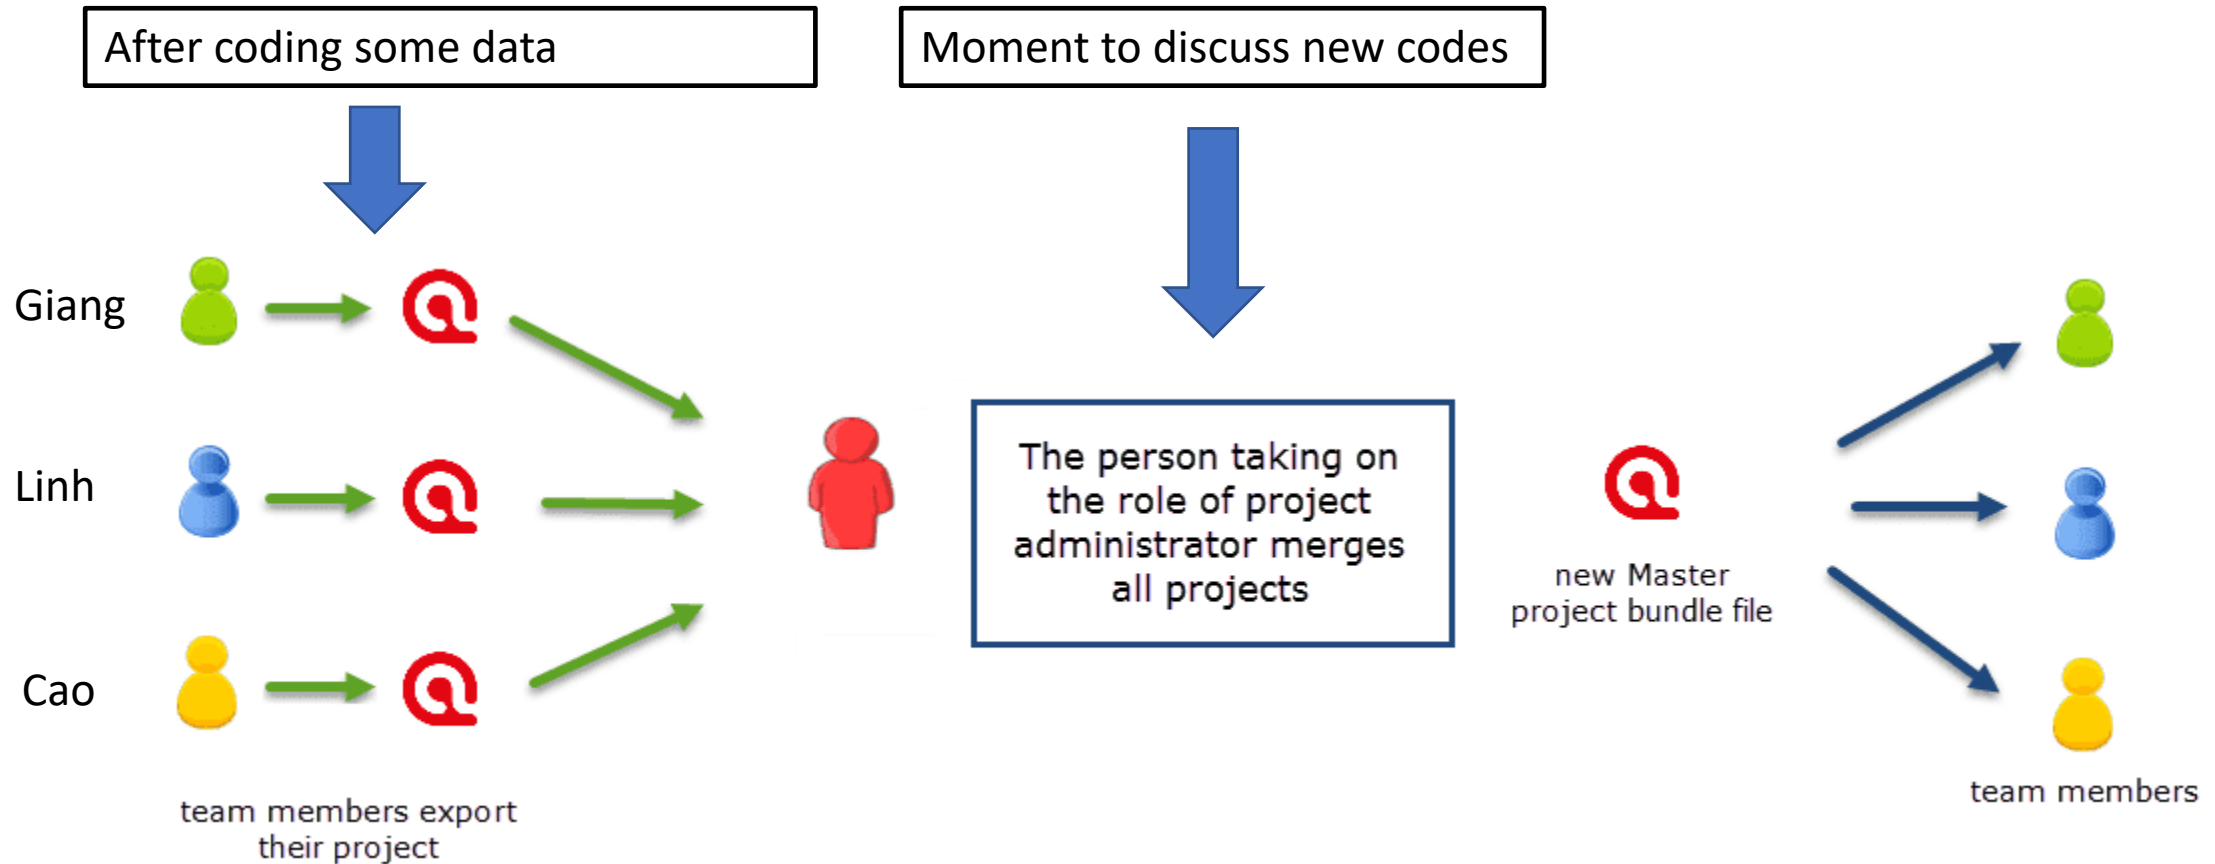 After coding some data
Moment to discuss new codes
Giang
Linh
Cao
team members export
their project
The person taking on
the role of project
administrator merges
all projects
new Master
project bundle file
team members